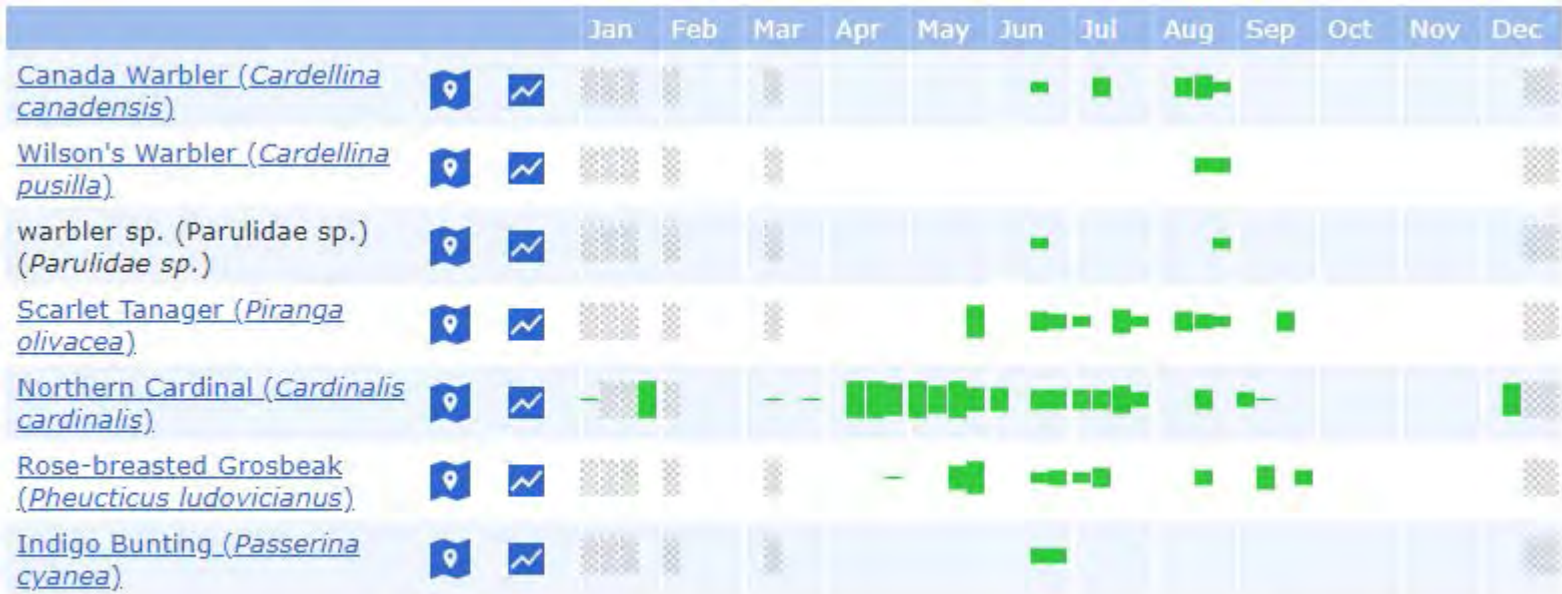 Jan Feb Mar Apr May Jun Jul Aug Sep Oct Nov Dec
Canada Warbler (Cardellina
canadensis)
Wilson's Warbler (Cardellina
pusilla)
warbler sp. (Parulidae sp.)
(Parulidae sp.)
Scarlet Tanager (Piranga
olivacea)
Northern Cardinal (Cardinalis
cardinalis)
Rose-breasted Grosbeak
(Pheucticus ludovicianus)
Indigo Bunting (Passerina
cyanea)